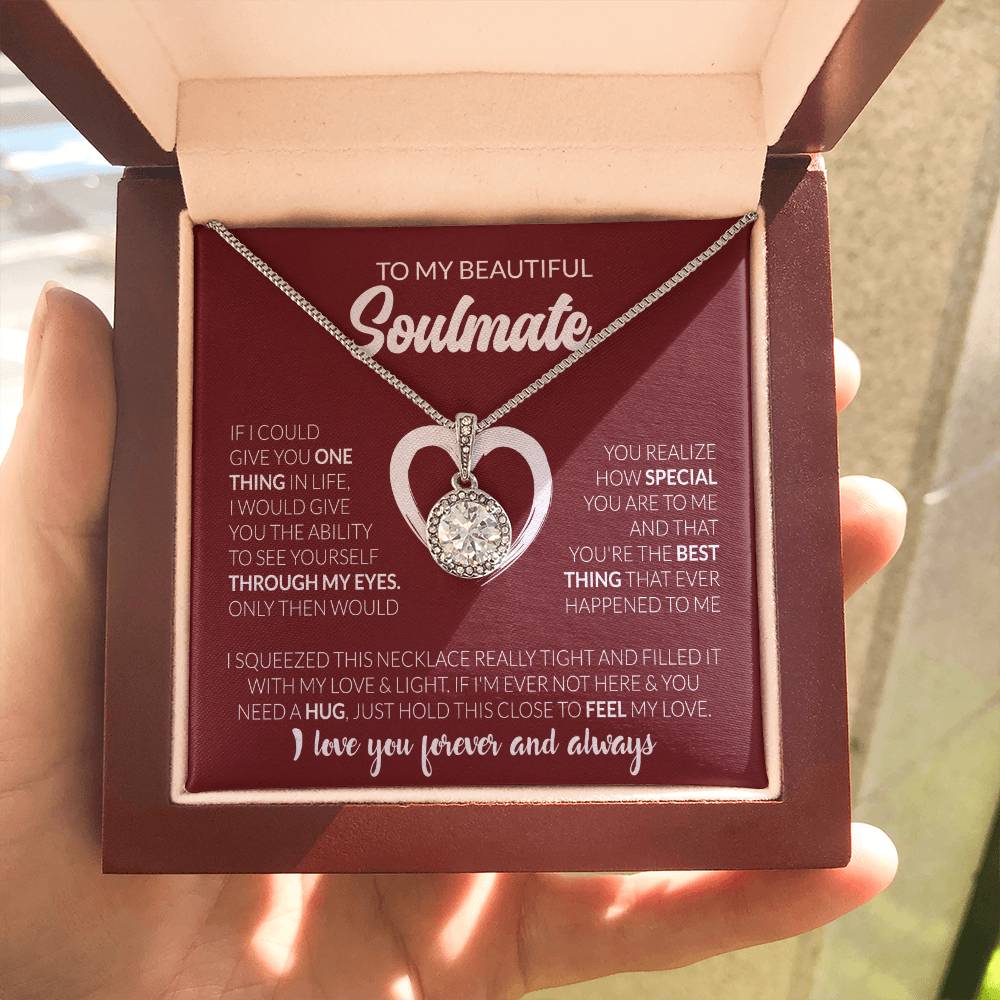 TO MY BEAUTIFUL
Soulmate
IF I COULD
GIVE YOU ONE
THING IN LIFE,
I WOULD GIVE
YOU THE ABILITY
TO SEE YOURSELF
THROUGH MY EYES.
ONLY THEN WOULD
YOU REALIZE
HOW SPECIAL
YOU ARE TO ME
AND THAT
YOU'RE THE BEST
THING THAT EVER
HAPPENED TO ME
I SQUEEZED THIS NECKLACE REALLY TIGHT AND FILLED IT
WITH MY LOVE & LIGHT. IF I'M EVER NOT HERE & YOU
NEED A HUG, JUST HOLD THIS CLOSE TO FEEL MY LOVE.
I love you forever and always